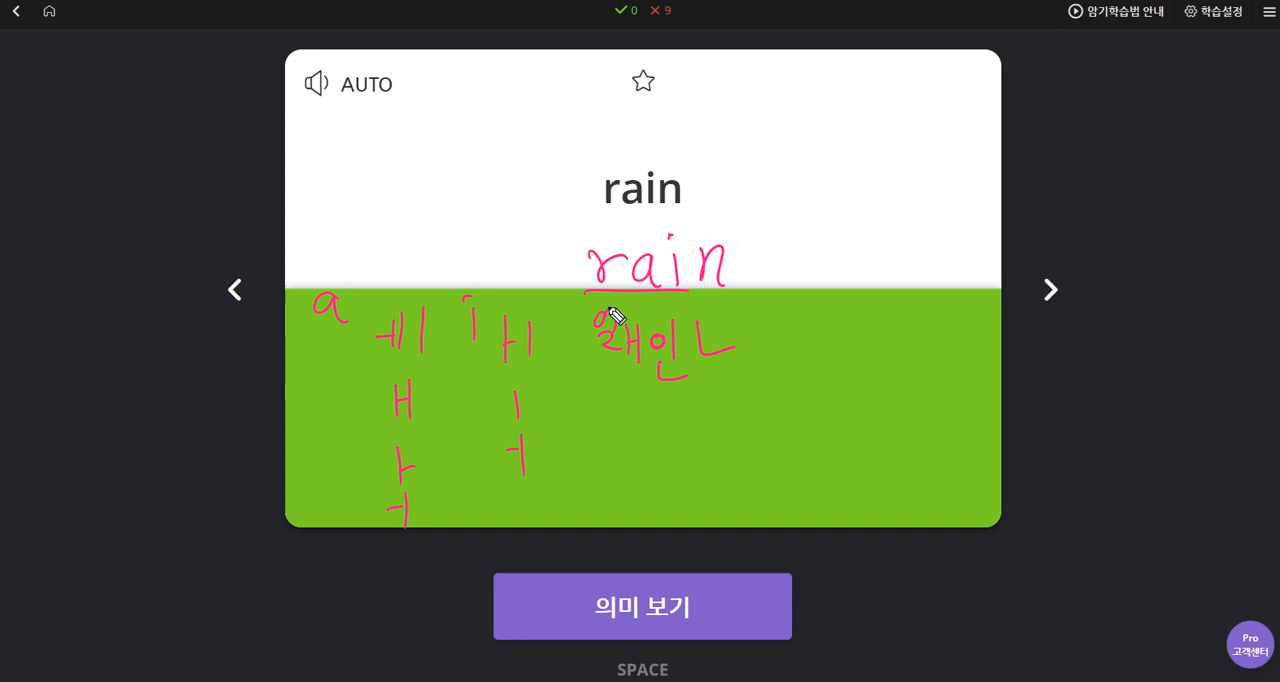 0 9 암기학습법 안내 학습설정
AUTO
rain
rain
a ㅔ i ㅏㅣ 래인 ㄴ
ㅐ ㅣ
ㅏ ㅓ
ㅓ
의미 보기
SPACE
Pro
고객센터